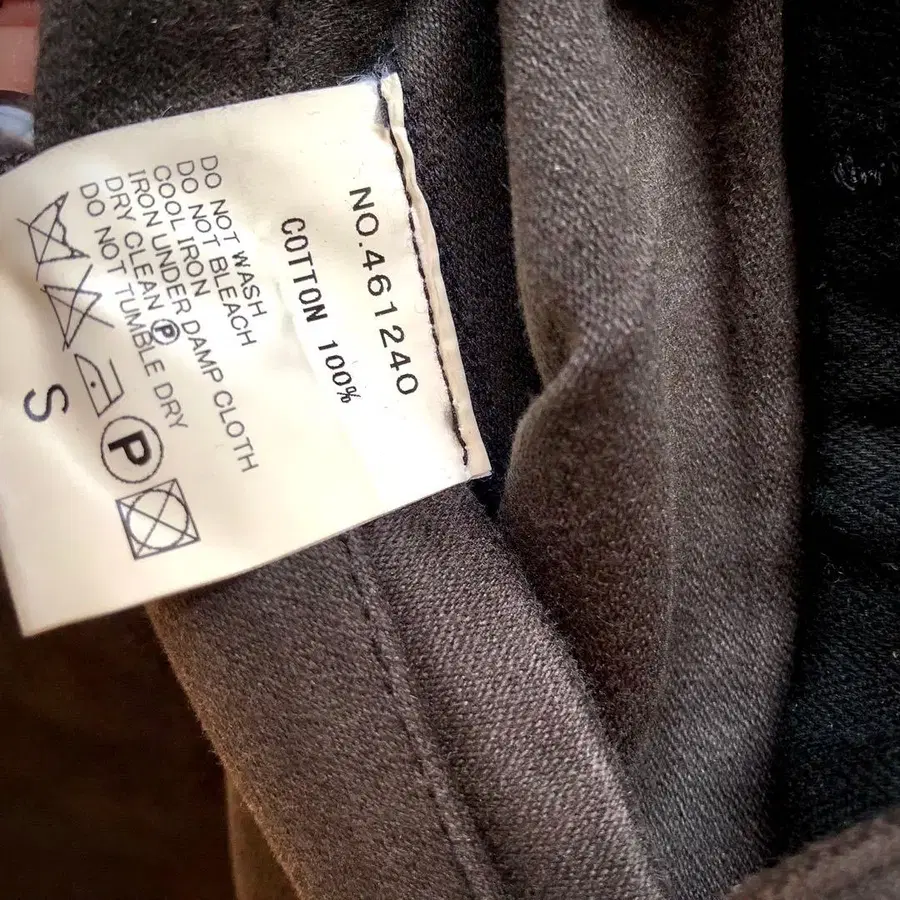 NO.461240
COTTON 100%
DO NOT WASH
DO NOT BLEACH
COOL IRON
IRON UNDER DAMP CLOTH
DRY CLEAN Ⓟ
DO NOT TUMBLE DRY
P
S